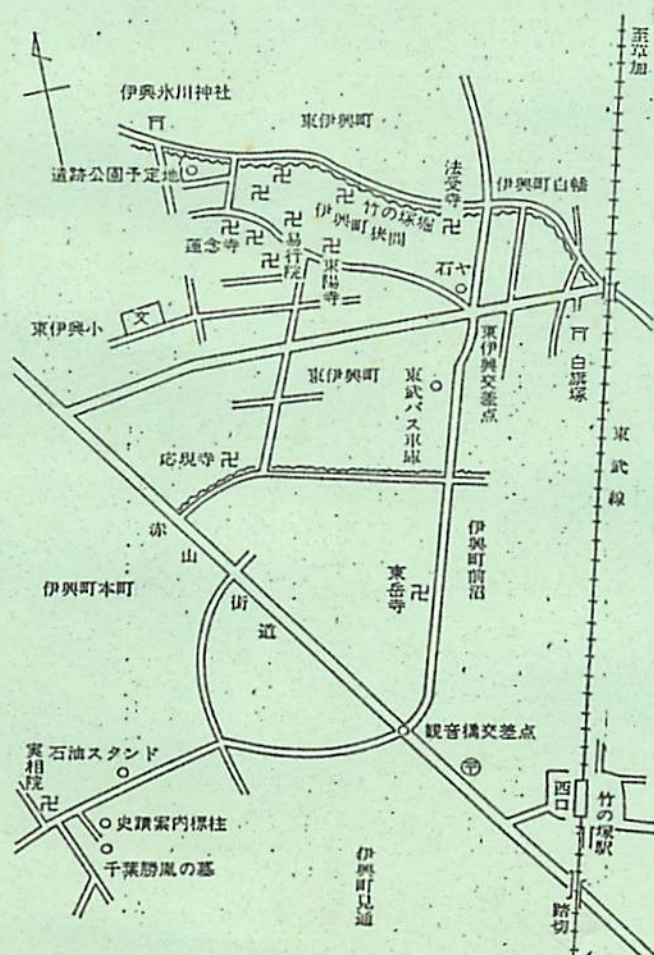 至草加
伊興氷川神社
東伊興町
遺跡公園予定地
法受寺
伊興町白幡
竹の塚堀
伊興町狭間
蓮念寺
易行院
東陽寺
石ヤ
東伊興小
文
東伊興町
東武バス車庫
東伊興交差点
白旗塚
東武線
応現寺
赤山街道
伊興町前沼
伊興町本町
東岳寺
観音橋交差点
実相院
石油スタンド
史蹟案内標柱
千葉勝胤の墓
伊興町見通
西口
竹の塚駅
踏切